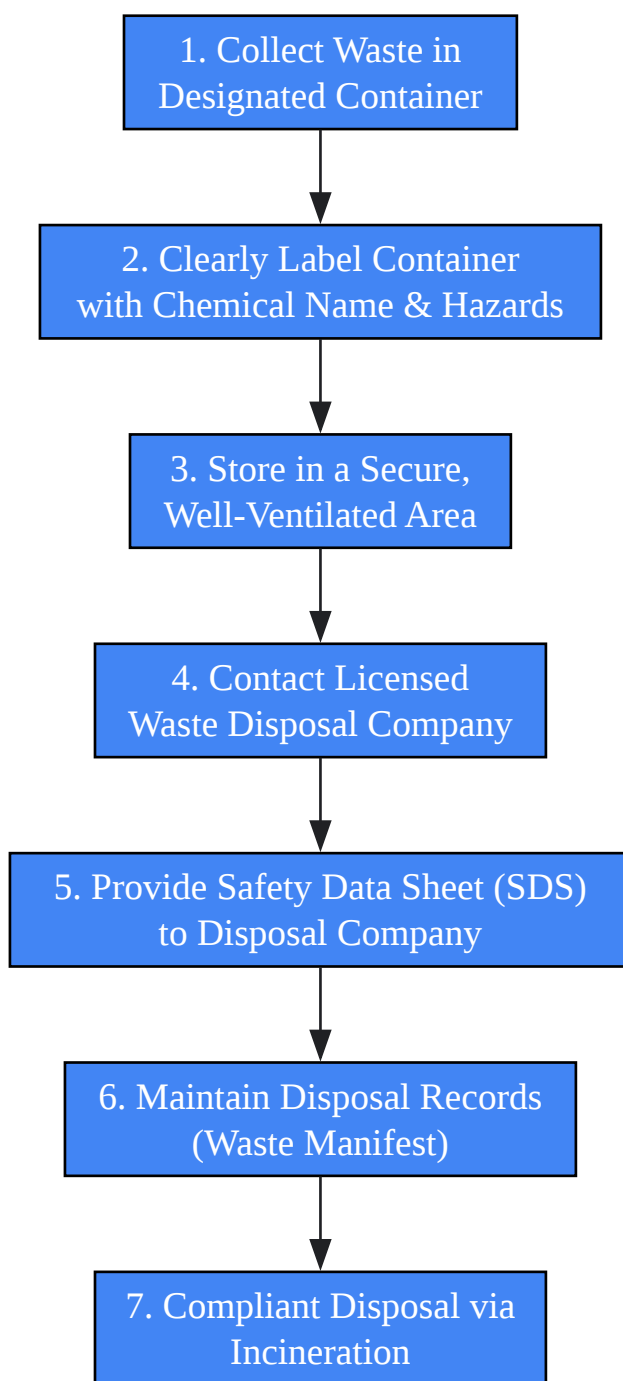 1. Collect Waste in
Designated Container
2. Clearly Label Container
with Chemical Name & Hazards
3. Store in a Secure,
Well-Ventilated Area
4. Contact Licensed
Waste Disposal Company
5. Provide Safety Data Sheet (SDS)
to Disposal Company
6. Maintain Disposal Records
(Waste Manifest)
7. Compliant Disposal via
Incineration